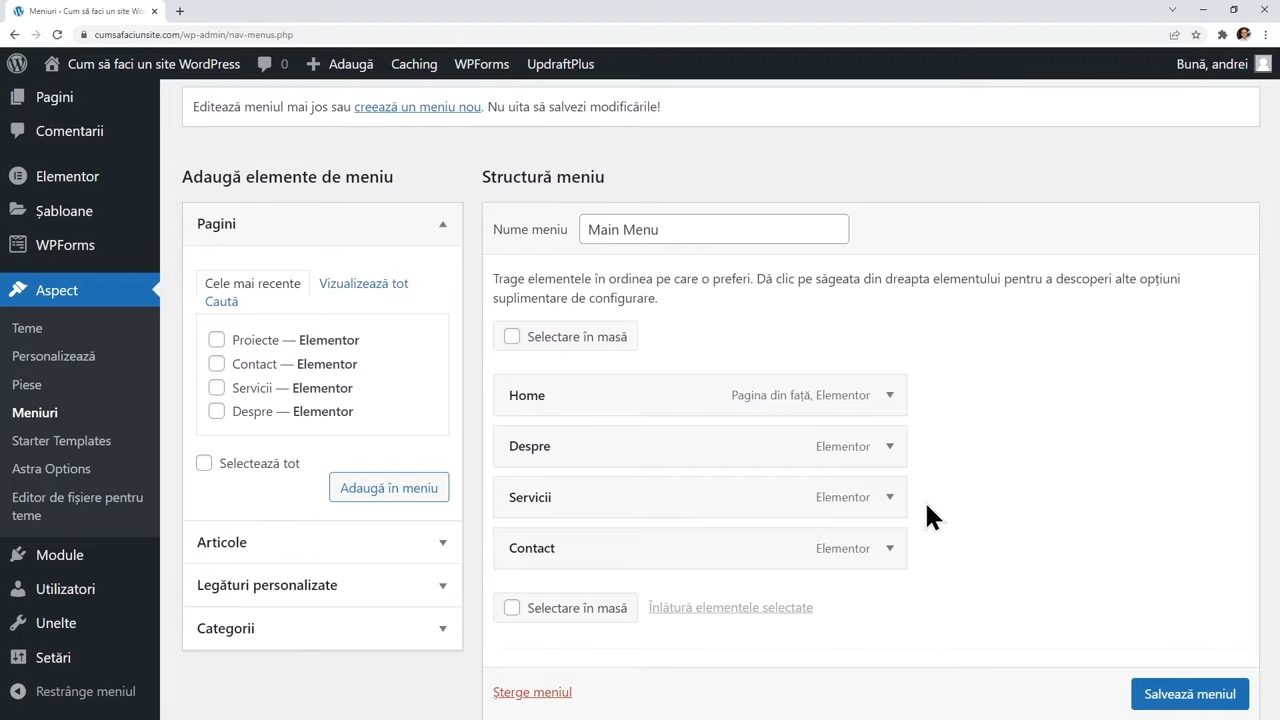 Meniuri ‹ Cum să faci un site Wo
cumsafaciunsite.com/wp-admin/nav-menus.php
Cum să faci un site WordPress
0
Adaugă
Caching
WPForms
UpdraftPlus
Bună, andrei
Pagini
Comentarii
Elementor
Șabloane
WPForms
Aspect
Teme
Personalizează
Piese
Meniuri
Starter Templates
Astra Options
Editor de fișiere pentru
teme
Module
Utilizatori
Unelte
Setări
Restrânge meniul
Editează meniul mai jos sau creează un meniu nou. Nu uita să salvezi modificările!
Adaugă elemente de meniu
Pagini
Cele mai recente
Vizualizează tot
Caută
Proiecte — Elementor
Contact — Elementor
Servicii — Elementor
Despre — Elementor
Selectează tot
Adaugă în meniu
Articole
Legături personalizate
Categorii
Structură meniu
Nume meniu
Main Menu
Trage elementele în ordinea pe care o preferi. Dă clic pe săgeata din dreapta elementului pentru a descoperi alte opțiuni
suplimentare de configurare.
Selectare în masă
Home
Pagina din față, Elementor
Despre
Elementor
Servicii
Elementor
Contact
Elementor
Selectare în masă
Înlătură elementele selectate
Șterge meniul
Salvează meniul